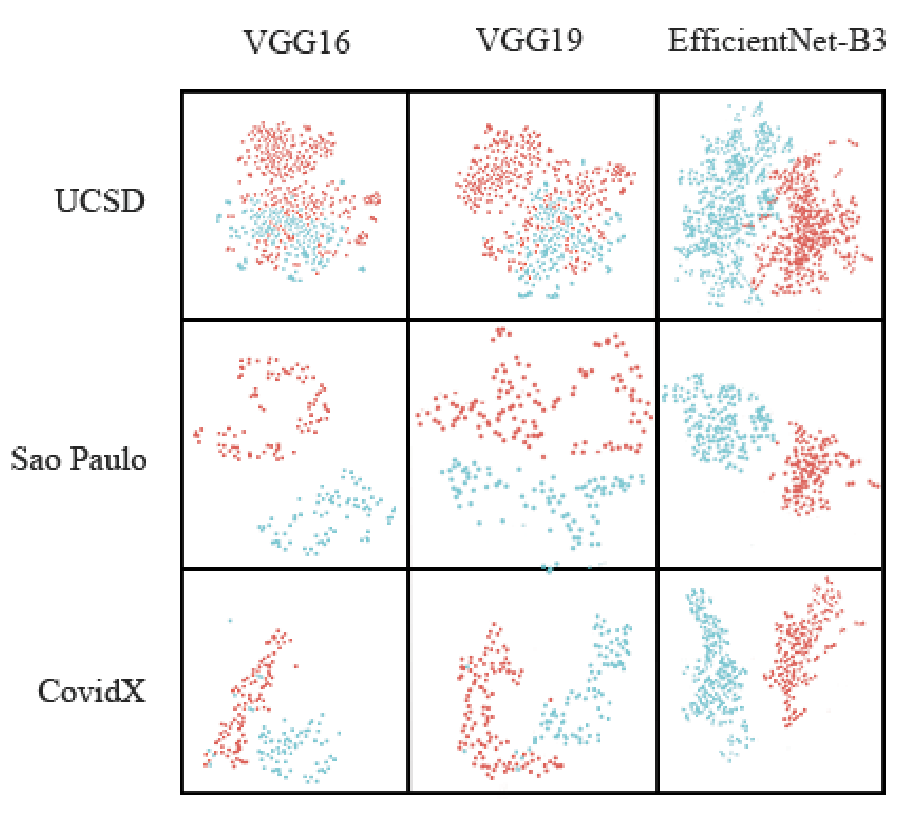 VGG16 VGG19 EfficientNet-B3
UCSD
Sao Paulo
CovidX